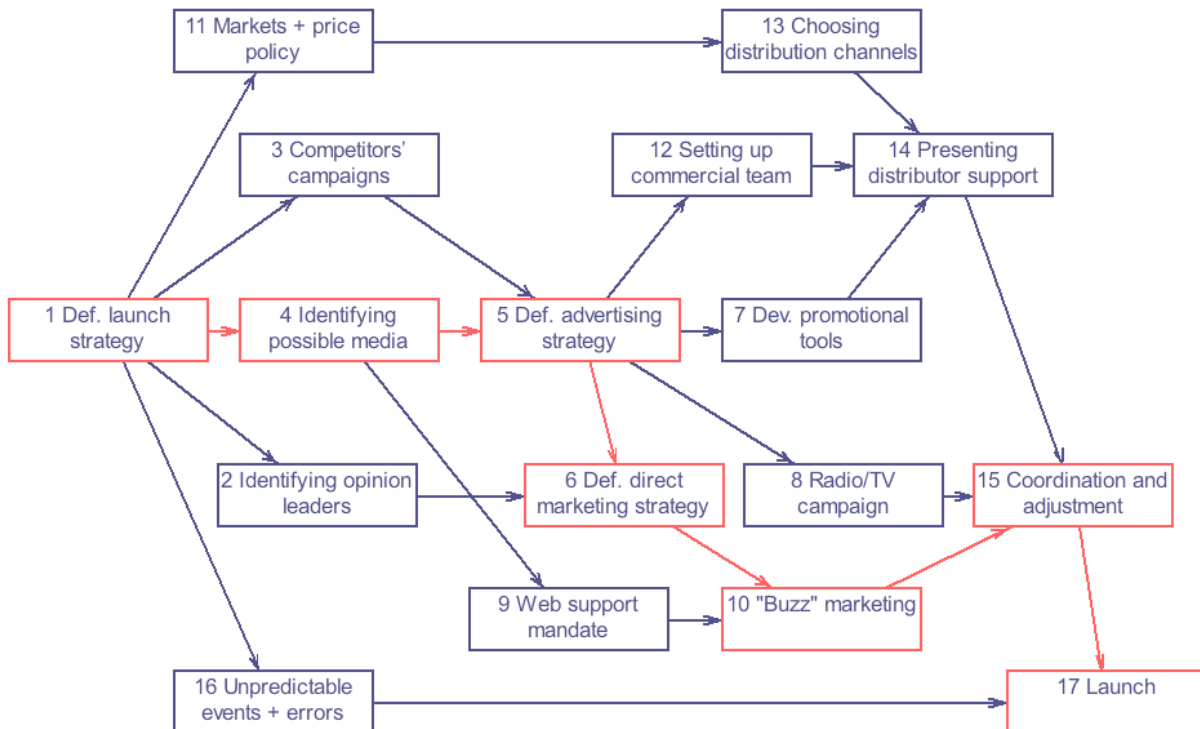 11 Markets + price
policy
13 Choosing
distribution channels
3 Competitors'
campaigns
12 Setting up
commercial team
14 Presenting
distributor support
1 Def. launch
strategy
4 Identifying
possible media
5 Def. advertising
strategy
7 Dev. promotional
tools
2 Identifying opinion
leaders
6 Def. direct
marketing strategy
8 Radio/TV
campaign
15 Coordination and
adjustment
9 Web support
mandate
10 "Buzz" marketing
16 Unpredictable
events + errors
17 Launch